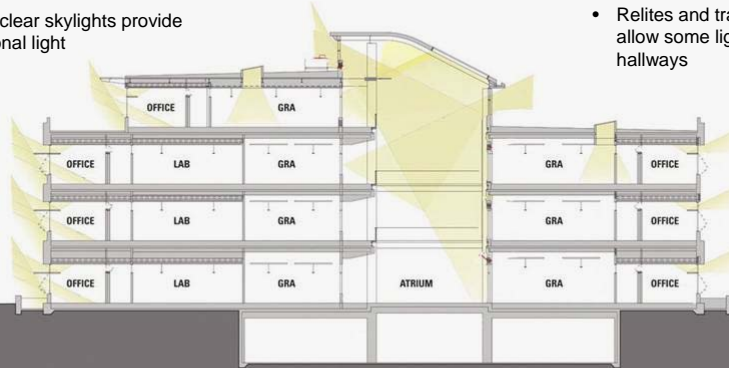 clear skylights provide
onal light
• Relites and tra
allow some lig
hallways
OFFICE GRA
OFFICE LAB GRA GRA OFFICE
OFFICE LAB GRA GRA OFFICE
OFFICE LAB GRA ATRIUM GRA OFFICE